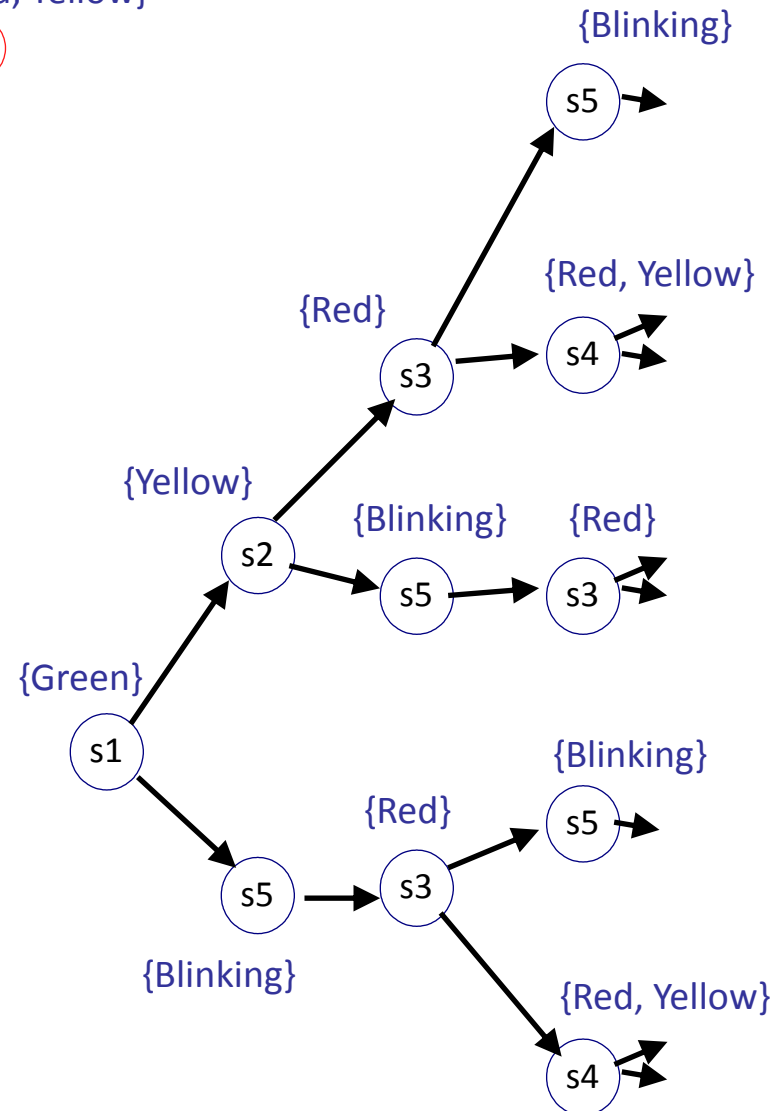 Yellow}
{Blinking}
s5
{Red, Yellow}
{Red}
s4
s3
{Yellow}
{Blinking}
{Red}
s2
s5
s3
{Green}
s1
{Blinking}
{Red}
s5
s3
s5
{Blinking}
{Red, Yellow}
s4